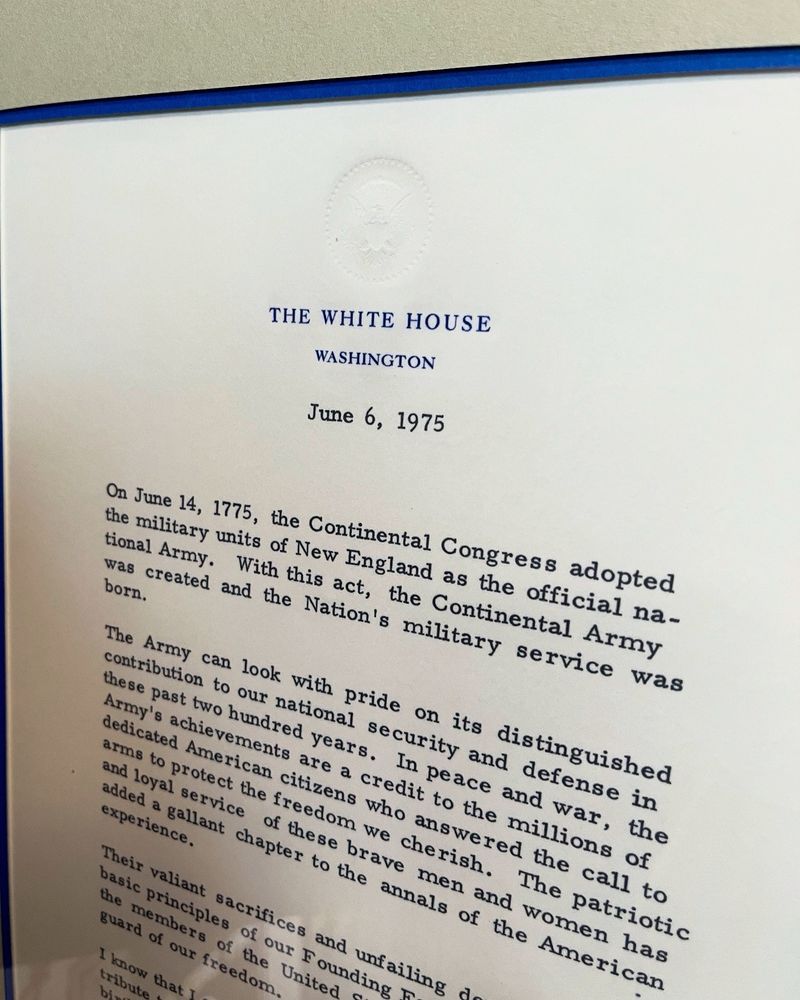 THE WHITE HOUSE
WASHINGTON
June 6, 1975
On June 14, 1775, the Continental Congress adopted
the military units of New England as the official na-
tional Army. With this act, the Continental Army
was created and the Nation's military service was
born.
The Army can look with pride on its distinguished
contribution to our national security and defense in
these past two hundred years. In peace and war, the
Army's achievements are a credit to the millions of
dedicated American citizens who answered the call to
arms to protect the freedom we cherish. The patriotic
and loyal service of these brave men and women has
added a gallant chapter to the annals of the American
experience.
Their valiant sacrifices and unfailing
basic principles of our Founding
the members of the United
guard of our freedom.
I know that I
tribute